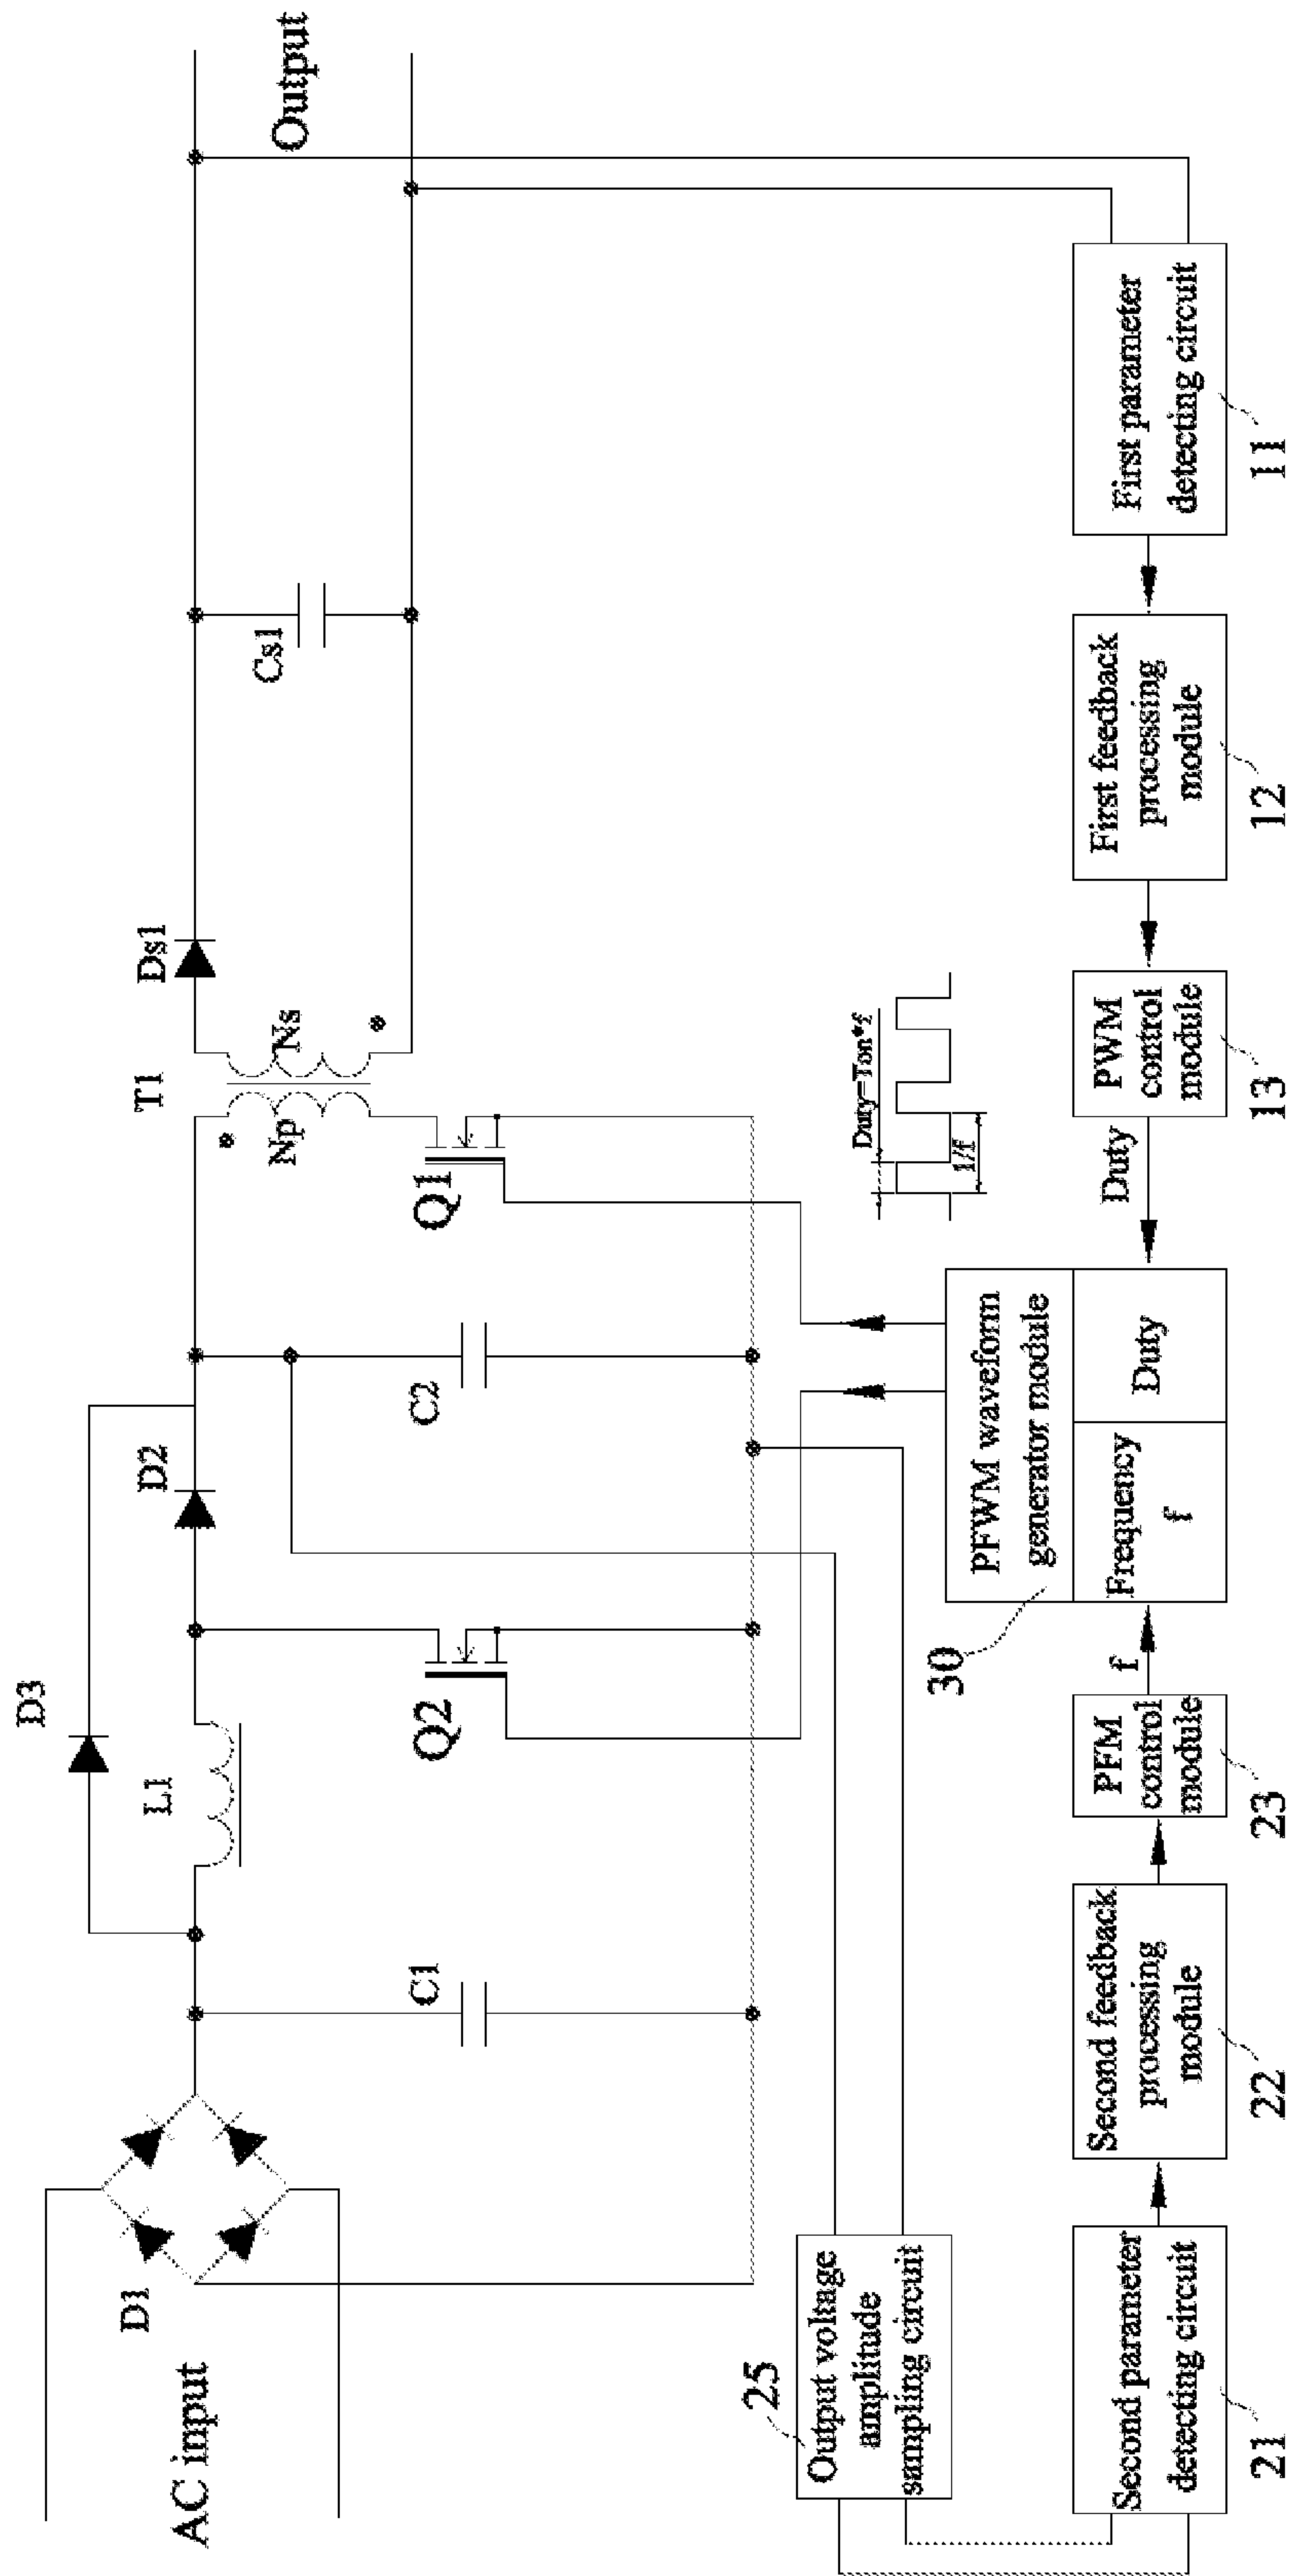 AC input
D1
C1
D3
L1
D2
Q2
C2
T1
Np
Ns
Q1
Ds1
Cs1
Output
Duty=Ton*f
1/f
25
Output voltage
amplitude
sampling circuit
30
PFWM waveform
generator module
Frequency
f
Duty
Second parameter
detecting circuit
21
Second feedback
processing
module
22
PFM
control
module
23
f
Duty
PWM
control
module
13
First feedback
processing
module
12
First parameter
detecting circuit
11